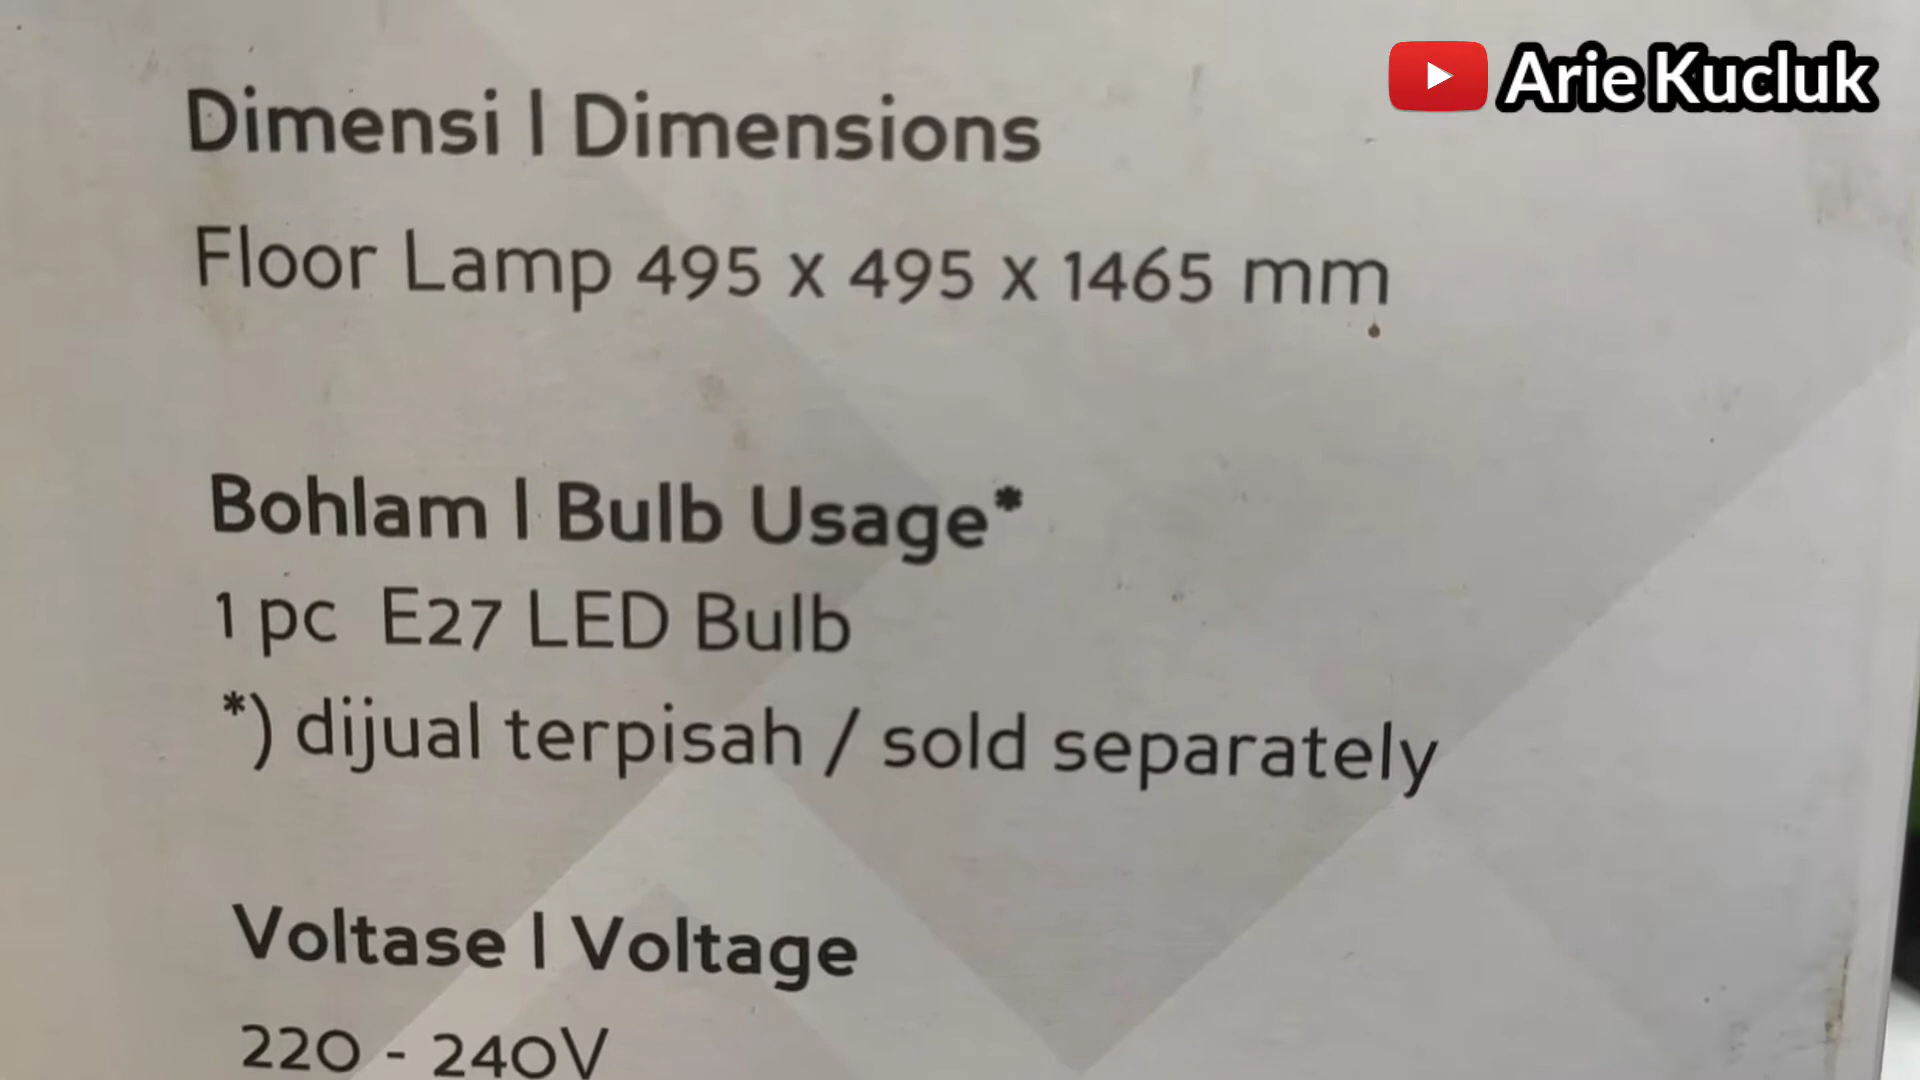 Arie Kucluk
Dimensi | Dimensions
Floor Lamp 495 x 495 x 1465 mm
Bohlam | Bulb Usage*
1 pc E27 LED Bulb
*) dijual terpisah / sold separately
Voltase | Voltage
220 - 240V